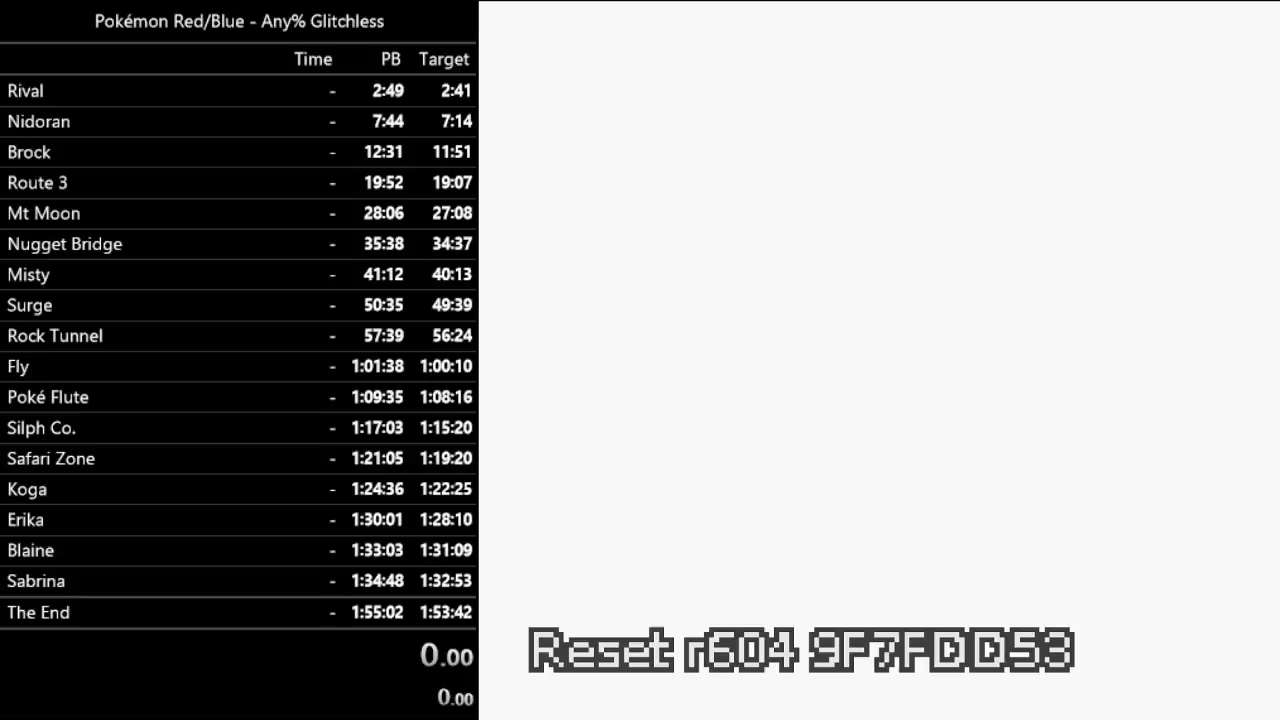 Pokémon Red/Blue - Any% Glitchless
Time PB Target
Rival - 2:49 2:41
Nidoran - 7:44 7:14
Brock - 12:31 11:51
Route 3 - 19:52 19:07
Mt Moon - 28:06 27:08
Nugget Bridge - 35:38 34:37
Misty - 41:12 40:13
Surge - 50:35 49:39
Rock Tunnel - 57:39 56:24
Fly - 1:01:38 1:00:10
Poké Flute - 1:09:35 1:08:16
Silph Co. - 1:17:03 1:15:20
Safari Zone - 1:21:05 1:19:20
Koga - 1:24:36 1:22:25
Erika - 1:30:01 1:28:10
Blaine - 1:33:03 1:31:09
Sabrina - 1:34:48 1:32:53
The End - 1:55:02 1:53:42
0.00
Reset r604 9F7FDD53
0.00